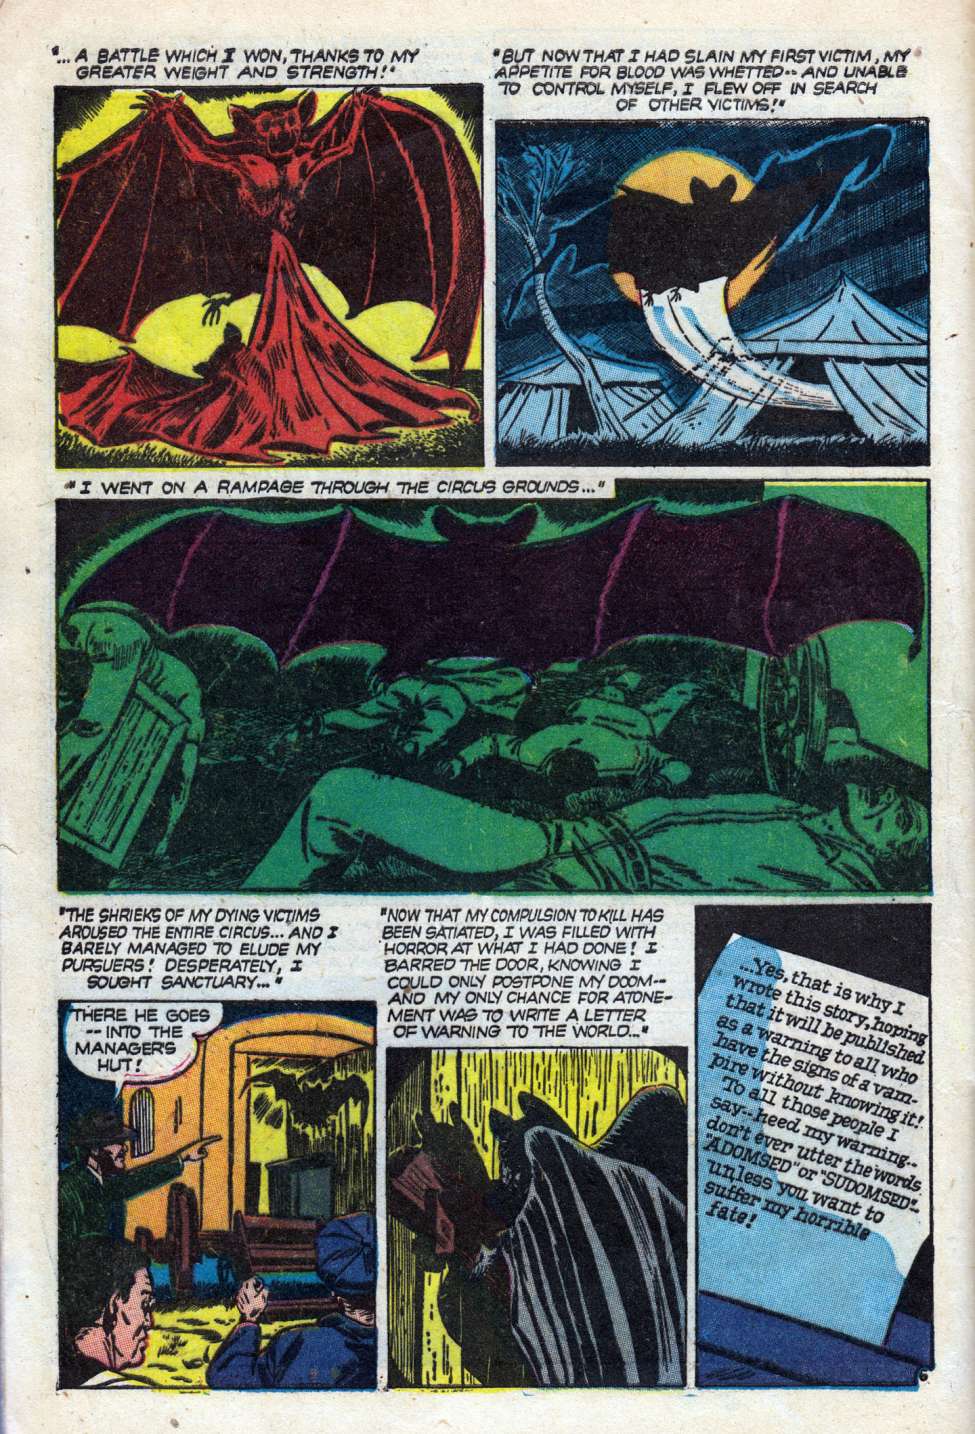 "...A BATTLE WHICH I WON, THANKS TO MY
GREATER WEIGHT AND STRENGTH!"
"BUT NOW THAT I HAD SLAIN MY FIRST VICTIM, MY
APPETITE FOR BLOOD WAS WHETTED-- AND UNABLE
TO CONTROL MYSELF, I FLEW OFF IN SEARCH
OF OTHER VICTIMS!"
"I WENT ON A RAMPAGE THROUGH THE CIRCUS GROUNDS..."
"THE SHRIEKS OF MY DYING VICTIMS
AROUSED THE ENTIRE CIRCUS... AND I
BARELY MANAGED TO ELUDE MY
PURSUERS! DESPERATELY, I
SOUGHT SANCTUARY..."
THERE HE GOES
--INTO THE
MANAGER'S
HUT!
"NOW THAT MY COMPULSION TO KILL HAS
BEEN SATIATED, I WAS FILLED WITH
HORROR AT WHAT I HAD DONE! I
BARRED THE DOOR, KNOWING I
COULD ONLY POSTPONE MY DOOM--
AND MY ONLY CHANCE FOR ATONE-
MENT WAS TO WRITE A LETTER
OF WARNING TO THE WORLD..."
...Yes, that is why I
wrote this story, hoping
that it will be published
as a warning to all who
have the signs of a vam-
pire without knowing it!
To all those people I
say--heed my warning..
don't ever utter the words
"ADOMSED" or "SUDOMSED"..
unless you want to
suffer my horrible
fate!
6